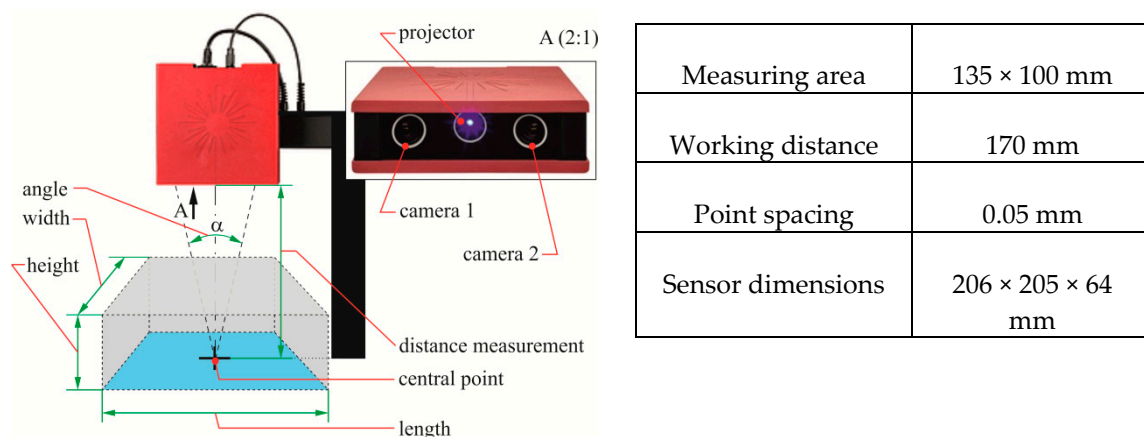 projector
A (2:1)
angle
A
α
width
camera 1
height
camera 2
distance measurement
central point
length
Measuring area 135 × 100 mm
Working distance 170 mm
Point spacing 0.05 mm
Sensor dimensions 206 × 205 × 64
mm